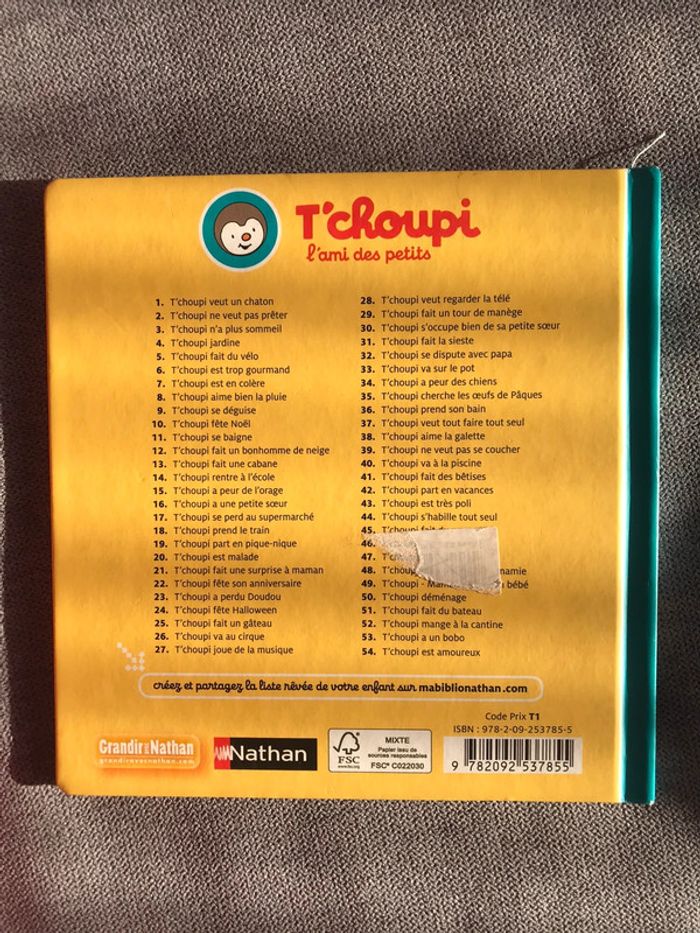 T'choupi
l'ami des petits
1. T'choupi veut un chaton
2. T'choupi ne veut pas prêter
3. T'choupi n'a plus sommeil
4. T'choupi jardine
5. T'choupi fait du vélo
6. T'choupi est trop gourmand
7. T'choupi est en colère
8. T'choupi aime bien la pluie
9. T'choupi se déguise
10. T'choupi fête Noël
11. T'choupi se baigne
12. T'choupi fait un bonhomme de neige
13. T'choupi fait une cabane
14. T'choupi rentre à l'école
15. T'choupi a peur de l'orage
16. T'choupi a une petite sœur
17. T'choupi se perd au supermarché
18. T'choupi prend le train
19. T'choupi part en pique-nique
20. T'choupi est malade
21. T'choupi fait une surprise à maman
22. T'choupi fête son anniversaire
23. T'choupi a perdu Doudou
24. T'choupi fête Halloween
25. T'choupi fait un gâteau
26. T'choupi va au cirque
27. T'choupi joue de la musique
28. T'choupi veut regarder la télé
29. T'choupi fait un tour de manège
30. T'choupi s'occupe bien de sa petite sœur
31. T'choupi fait la sieste
32. T'choupi se dispute avec papa
33. T'choupi va sur le pot
34. T'choupi a peur des chiens
35. T'choupi cherche les œufs de Pâques
36. T'choupi prend son bain
37. T'choupi veut tout faire tout seul
38. T'choupi aime la galette
39. T'choupi ne veut pas se coucher
40. T'choupi va à la piscine
41. T'choupi fait des bêtises
42. T'choupi part en vacances
43. T'choupi est très poli
44. T'choupi s'habille tout seul
45. T'choupi fait
46.
47.
48. T'choupi
49. T'choupi - bébé
50. T'choupi déménage
51. T'choupi fait du bateau
52. T'choupi mange à la cantine
53. T'choupi a un bobo
54. T'choupi est amoureux
créez et partagez la liste rêvée de votre enfant sur mabiblionathan.com
Code Prix T1
ISBN : 978-2-09-253785-5
Grandir avec Nathan
grandiravecnathan.com
Nathan
FSC
www.fsc.org
MIXTE
Papier issu de
sources responsables
FSC® C022030
9 782092 537855